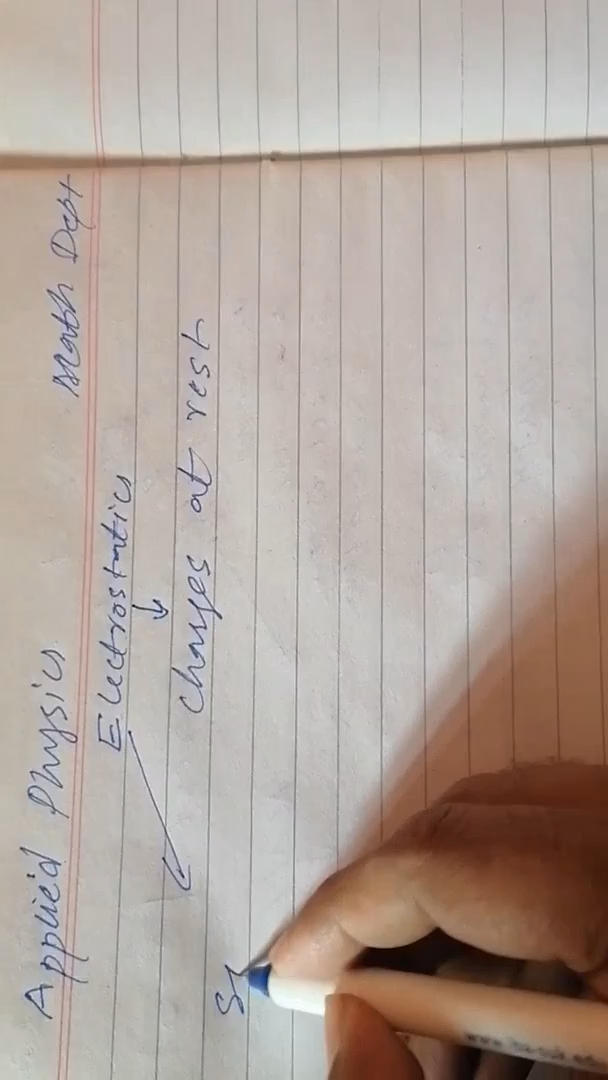 Applied Physics Math Dept
Electrostatics
↓
Charges at rest